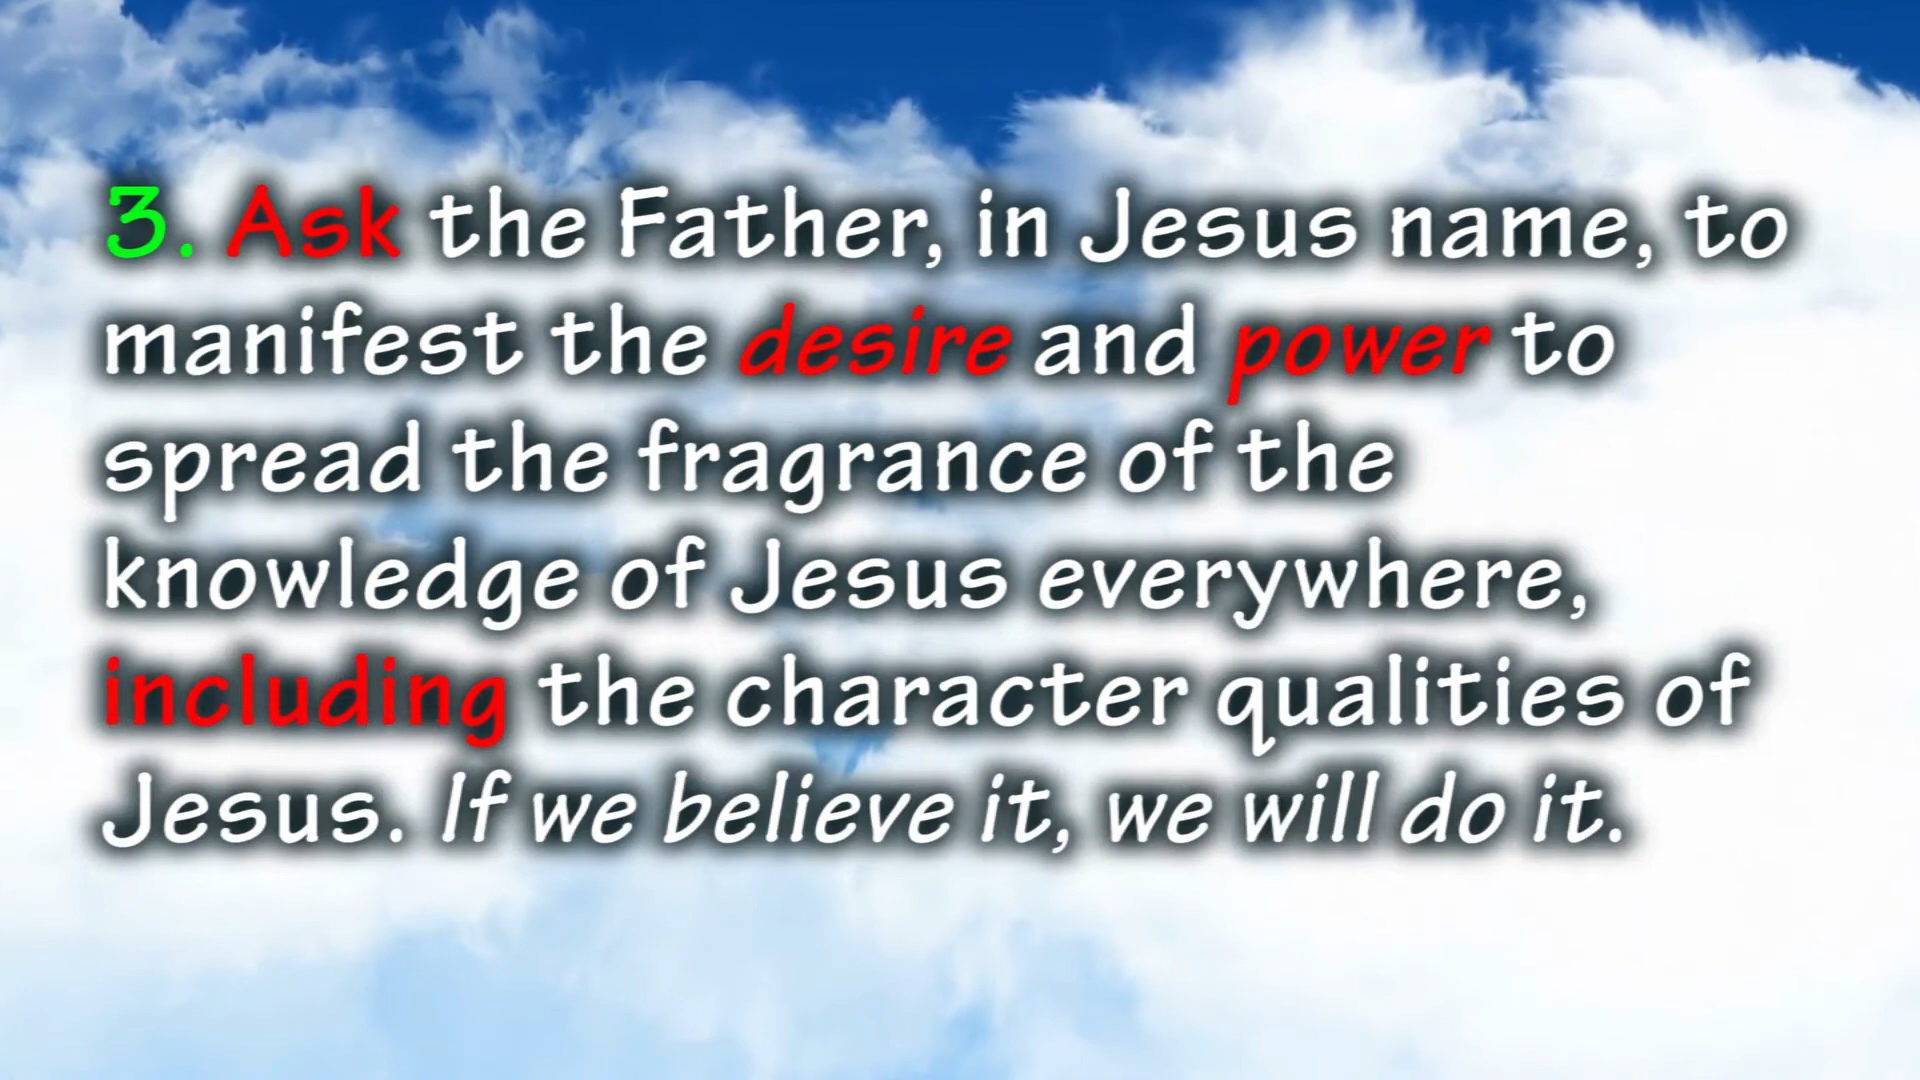 3. Ask the Father, in Jesus name, to
manifest the desire and power to
spread the fragrance of the
knowledge of Jesus everywhere,
including the character qualities of
Jesus. If we believe it, we will do it.